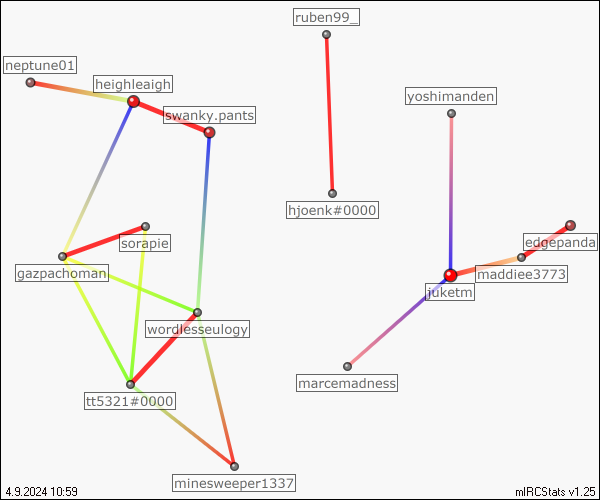 ruben99_
neptune01
heighleaigh
yoshimanden
swanky.pants
hjoenk#0000
sorapie
edgepanda
gazpachoman
maddiee3773
juketm
wordlesseulogy
marcemadness
tt5321#0000
minesweeper1337
4.9.2024 10:59
mIRCStats v1.25